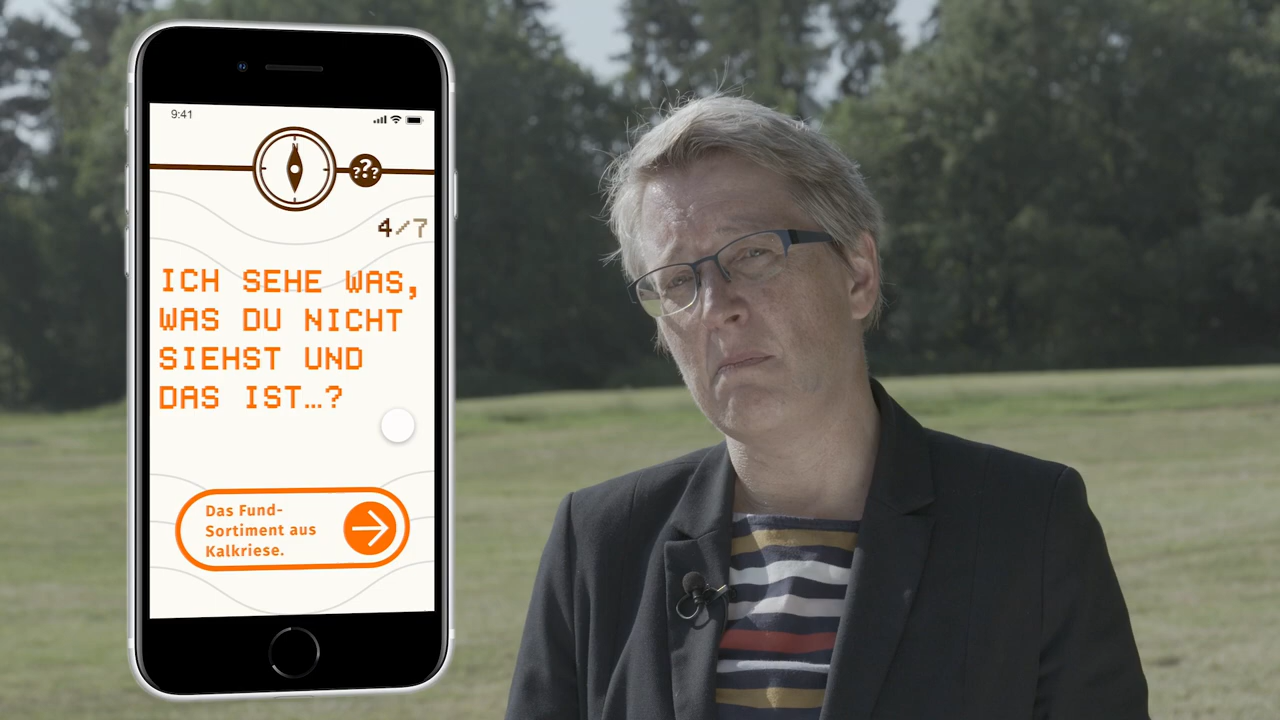 9:41
N
???
4/7
ICH SEHE WAS,
WAS DU NICHT
SIEHST UND
DAS IST…?
Das Fund-
Sortiment aus
Kalkriese.